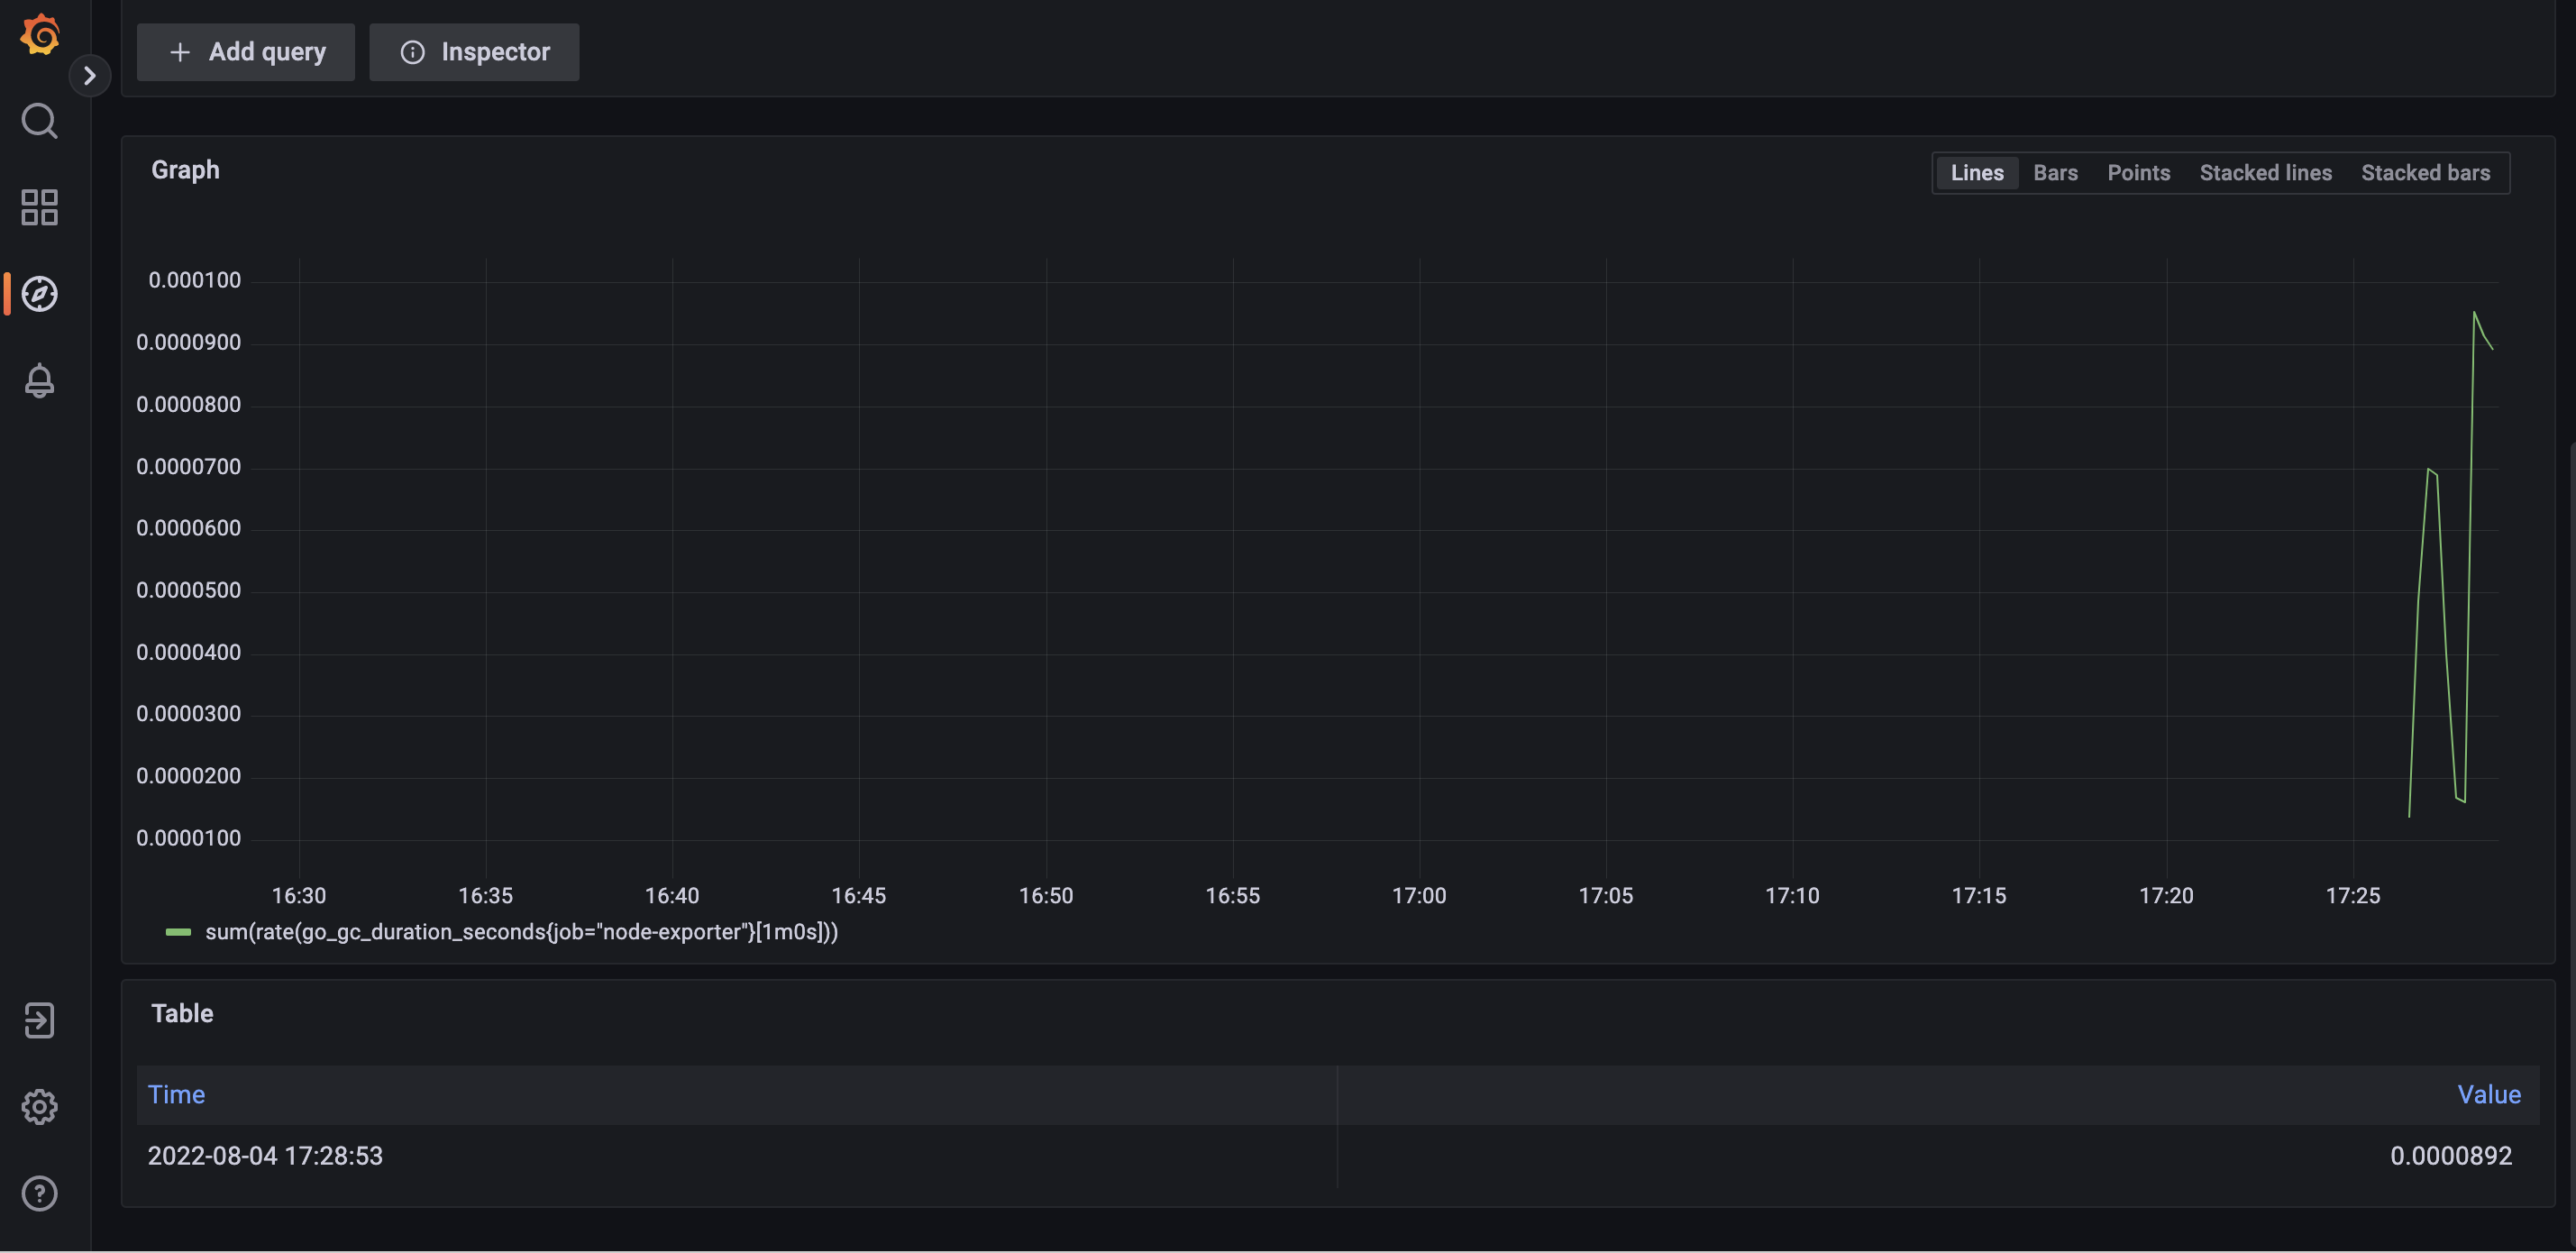 Add query Inspector
Graph
Lines Bars Points Stacked lines Stacked bars
0.000100
0.0000900
0.0000800
0.0000700
0.0000600
0.0000500
0.0000400
0.0000300
0.0000200
0.0000100
16:30 16:35 16:40 16:45 16:50 16:55 17:00 17:05 17:10 17:15 17:20 17:25
sum(rate(go_gc_duration_seconds{job="node-exporter"}[1m0s]))
Table
Time Value
2022-08-04 17:28:53 0.0000892